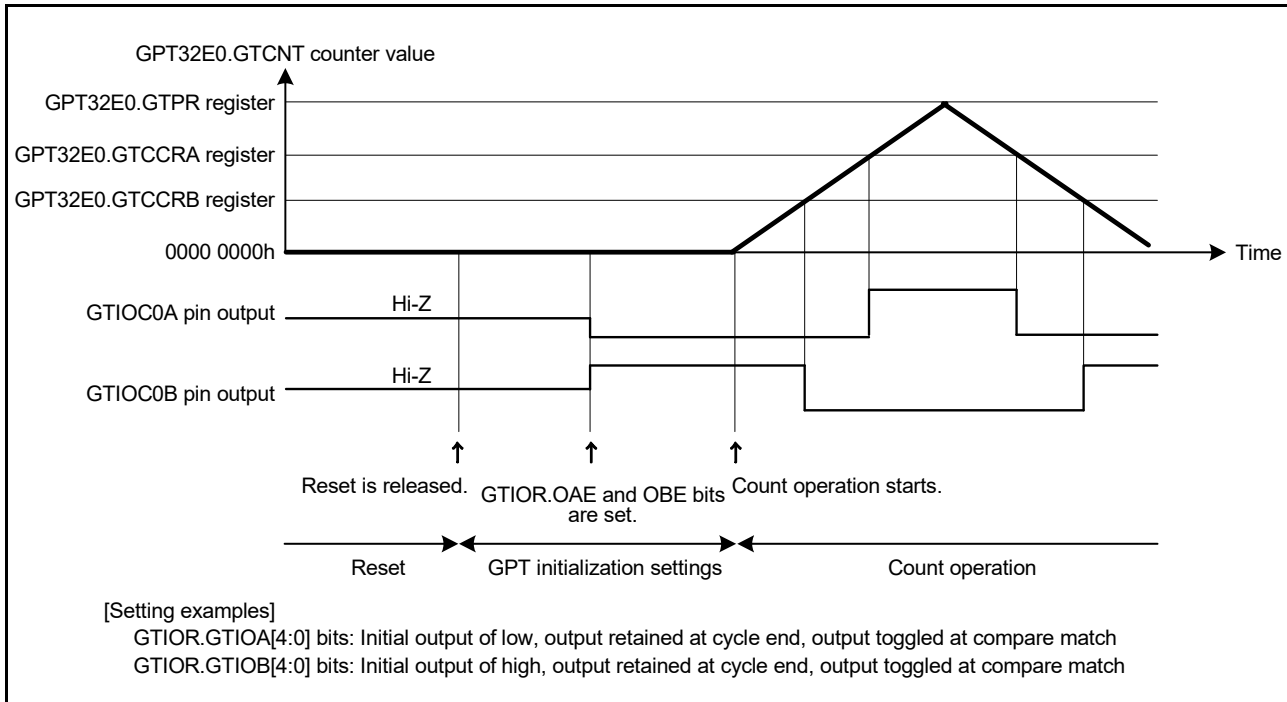 GPT32E0.GTCNT counter value
GPT32E0.GTPR register
GPT32E0.GTCCRA register
GPT32E0.GTCCRB register
0000 0000h
Time
Hi-Z
GTIOC0A pin output
Hi-Z
GTIOC0B pin output
Reset is released.
GTIOR.OAE and OBE bits
are set.
Count operation starts.
Reset
GPT initialization settings
Count operation
[Setting examples]
GTIOR.GTIOA[4:0] bits: Initial output of low, output retained at cycle end, output toggled at compare match
GTIOR.GTIOB[4:0] bits: Initial output of high, output retained at cycle end, output toggled at compare match